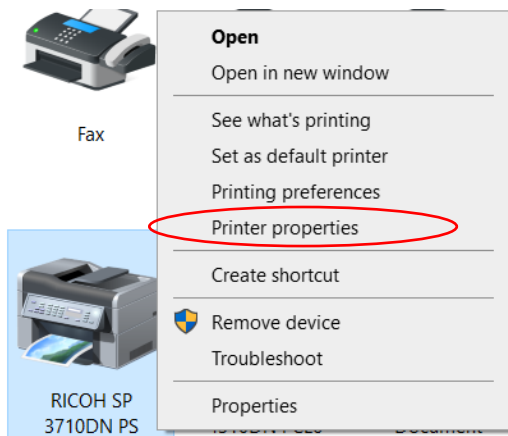 Fax
Open
Open in new window
See what's printing
Set as default printer
Printing preferences
Printer properties
Create shortcut
Remove device
Troubleshoot
Properties
RICOH SP
3710DN PS